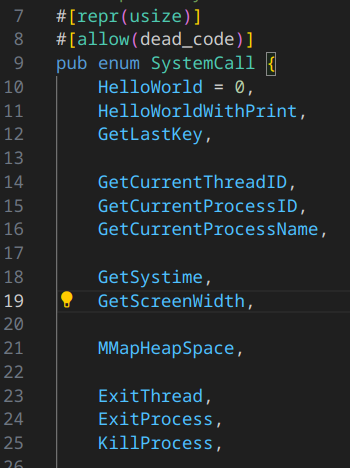 7 #[repr(usize)]
8 #[allow(dead_code)]
9 pub enum SystemCall {
10 HelloWorld = 0,
11 HelloWorldWithPrint,
12 GetLastKey,
13
14 GetCurrentThreadID,
15 GetCurrentProcessID,
16 GetCurrentProcessName,
17
18 GetSystime,
19 GetScreenWidth,
20
21 MMapHeapSpace,
22
23 ExitThread,
24 ExitProcess,
25 KillProcess,
26